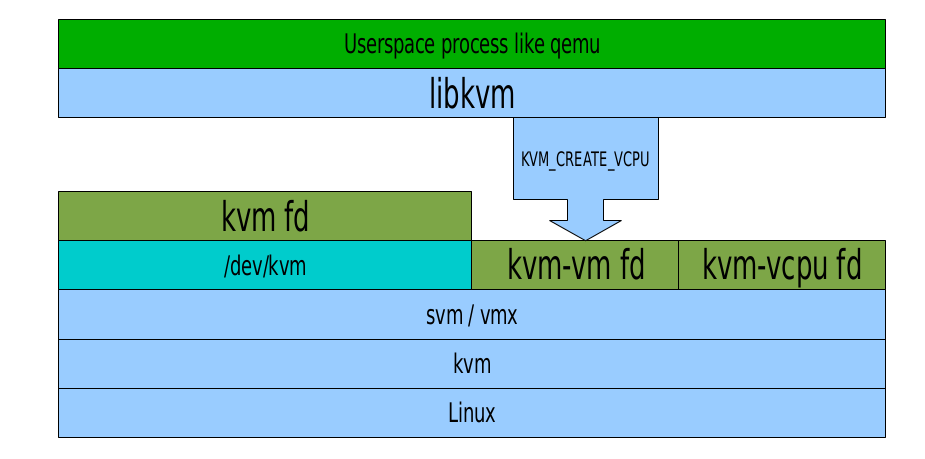 Userspace process like qemu
libkvm
KVM_CREATE_VCPU
kvm fd
/dev/kvm
kvm-vm fd
kvm-vcpu fd
svm / vmx
kvm
Linux